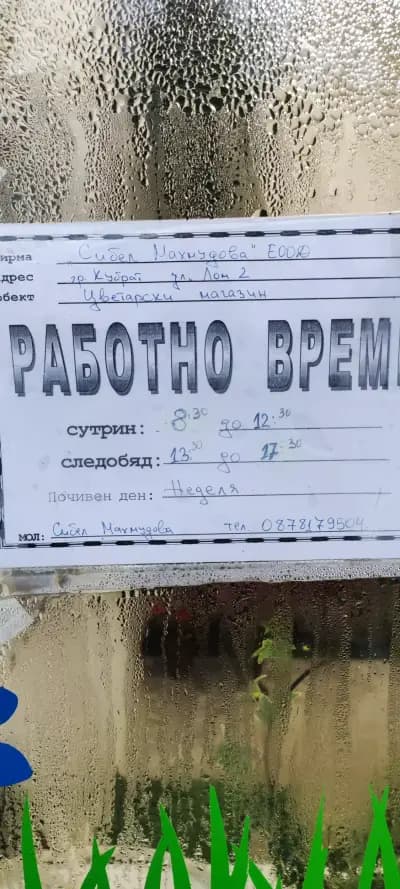 ирма „Сибел Махмудова" ЕООД
дрес гр. Кубрат ул. Лом 2
бект Цветарски магазин
РАБОТНО ВРЕМ
сутрин: 8:30 до 12:30
следобяд: 13:30 до 17:30
Почивен ден: Неделя
МОЛ: Сибел Махмудова тел. 0878179504